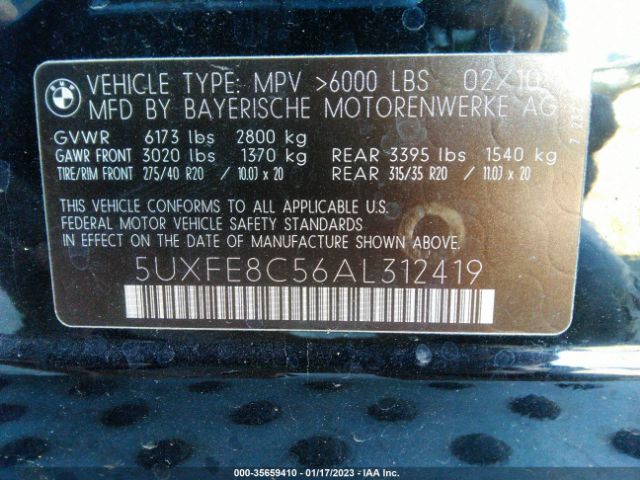 VEHICLE TYPE: MPV >6000 LBS 02/10
MFD BY BAYERISCHE MOTORENWERKE AG
GVWR 6173 lbs 2800 kg
GAWR FRONT 3020 lbs 1370 kg REAR 3395 lbs 1540 kg
TIRE/RIM FRONT 275/40 R20 / 10.0J x 20 REAR 315/35 R20 / 11.0J x 20
THIS VEHICLE CONFORMS TO ALL APPLICABLE U.S.
FEDERAL MOTOR VEHICLE SAFETY STANDARDS
IN EFFECT ON THE DATE OF MANUFACTURE
SHOWN ABOVE.
5UXFE8C56AL312419
000-35659410 - 01/17/2023 - IAA Inc.